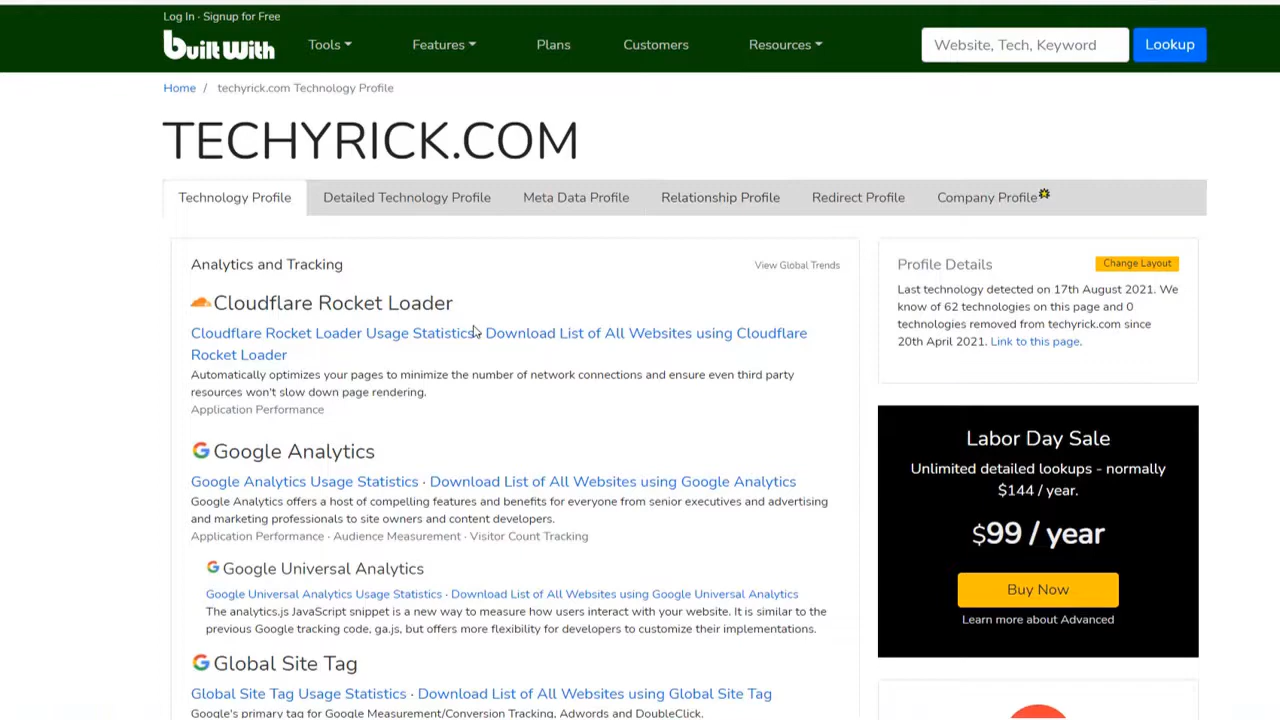 Log In · Signup for Free
built With
Tools
Features
Plans
Customers
Resources
Website, Tech, Keyword
Lookup
Home / techyrick.com Technology Profile
TECHYRICK.COM
Technology Profile
Detailed Technology Profile
Meta Data Profile
Relationship Profile
Redirect Profile
Company Profile
Analytics and Tracking
View Global Trends
Cloudflare Rocket Loader
Cloudflare Rocket Loader Usage Statistics · Download List of All Websites using Cloudflare
Rocket Loader
Automatically optimizes your pages to minimize the number of network connections and ensure even third party
resources won't slow down page rendering.
Application Performance
Google Analytics
Google Analytics Usage Statistics · Download List of All Websites using Google Analytics
Google Analytics offers a host of compelling features and benefits for everyone from senior executives and advertising
and marketing professionals to site owners and content developers.
Application Performance · Audience Measurement · Visitor Count Tracking
Google Universal Analytics
Google Universal Analytics Usage Statistics · Download List of All Websites using Google Universal Analytics
The analytics.js JavaScript snippet is a new way to measure how users interact with your website. It is similar to the
previous Google tracking code, ga.js, but offers more flexibility for developers to customize their implementations.
Global Site Tag
Global Site Tag Usage Statistics · Download List of All Websites using Global Site Tag
Google's primary tag for Google Measurement/Conversion Tracking, Adwords and DoubleClick.
Profile Details
Change Layout
Last technology detected on 17th August 2021. We
know of 62 technologies on this page and 0
technologies removed from techyrick.com since
20th April 2021. Link to this page.
Labor Day Sale
Unlimited detailed lookups - normally
$144 / year.
$99 / year
Buy Now
Learn more about Advanced